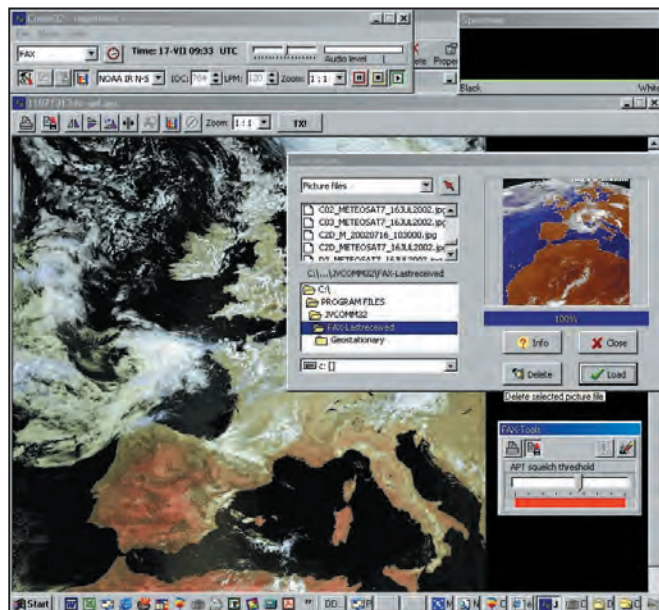 Spectrum
FAX
Time: 17-VII 09:33 UTC
Audio level
NOAA IR N-S
IOC:
LPM: 120
Zoom: 1:1
Black
White
Zoom: 1:1
TX!
Picture files
C02_METEOSAT7_16JUL2002.jpg
C03_METEOSAT7_16JUL2002.jpg
C2D_M_20020716_103000.jpg
C2D_METEOSAT7_16JUL2002.jpg
C:\...\JVCOMM32\FAX-Lastreceived
C:\
PROGRAM FILES
JVCOMM32
FAX-Lastreceived
Geostationary
c: []
100%
Info
Close
Delete
Load
Delete selected picture file
FAX-Tools
APT squelch threshold
Start